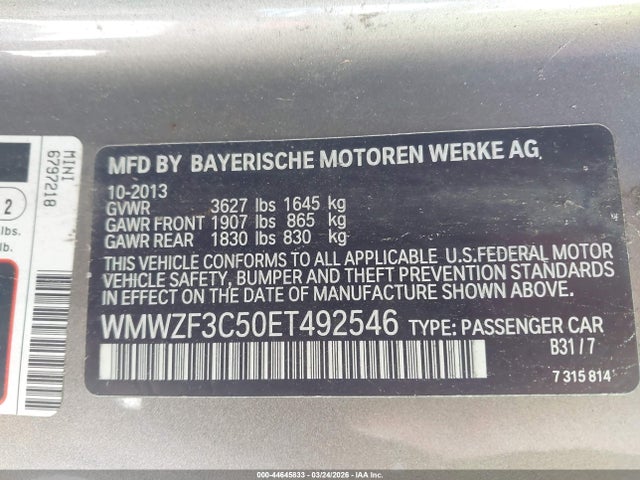 MINI
6797218
2
lbs.
lb.
MFD BY BAYERISCHE MOTOREN WERKE AG,
10-2013
GVWR 3627 lbs 1645 kg
GAWR FRONT 1907 lbs 865 kg
GAWR REAR 1830 lbs 830 kg
THIS VEHICLE CONFORMS TO ALL APPLICABLE U.S.FEDERAL MOTOR
VEHICLE SAFETY, BUMPER AND THEFT PREVENTION STANDARDS
IN EFFECT ON THE DATE OF MANUFACTURE SHOWN ABOVE.
WMWZF3C50ET492546 TYPE: PASSENGER CAR
B31/7
7 315 814
000-44645833 - 03/24/2026 - IAA Inc.